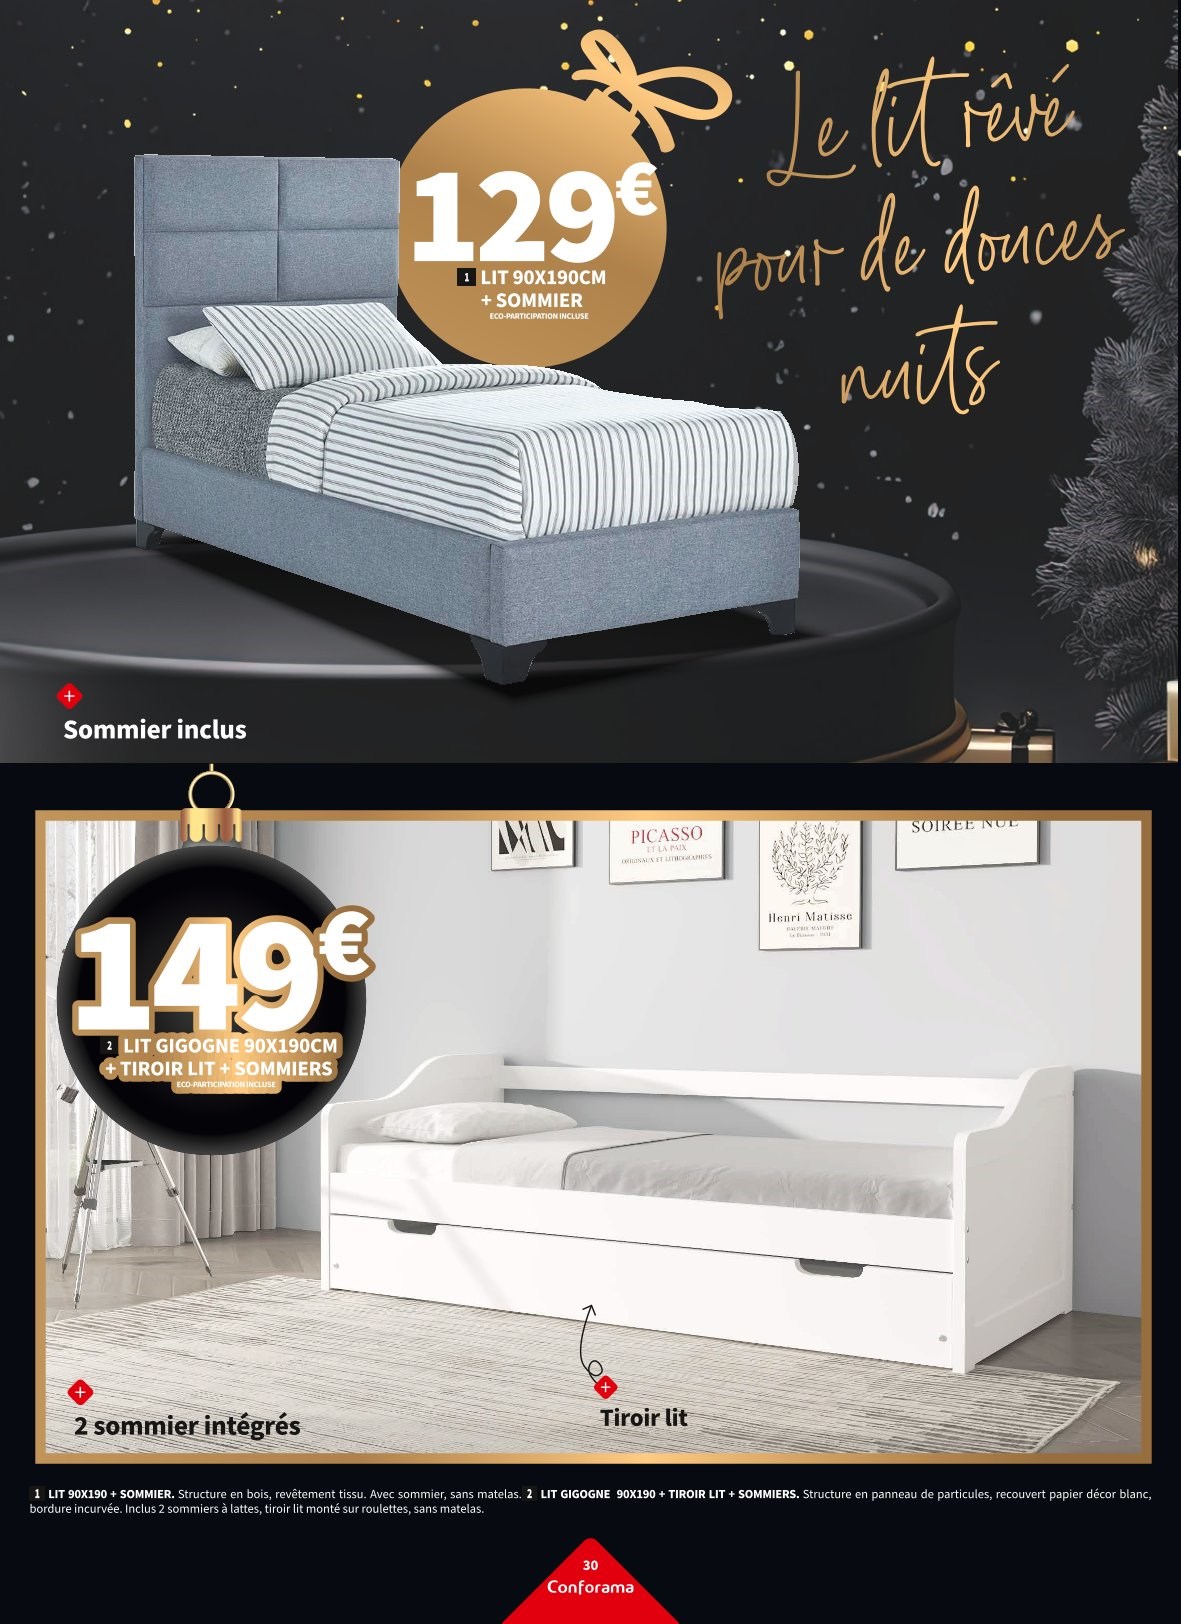 Le lit rêvé
pour de douces
nuits
129€
1 LIT 90X190CM
+ SOMMIER
ECO-PARTICIPATION INCLUSE
+
Sommier inclus
PICASSO
ET LA PAIX
ORIGINAUX ET LITHOGRAPHIES
Henri Matisse
SOIREE NUE
149€
2 LIT GIGOGNE 90X190CM
+ TIROIR LIT + SOMMIERS
ECO-PARTICIPATION INCLUSE
+
2 sommier intégrés
+
Tiroir lit
1 LIT 90X190 + SOMMIER. Structure en bois, revêtement tissu. Avec sommier, sans matelas. 2 LIT GIGOGNE 90X190 + TIROIR LIT + SOMMIERS. Structure en panneau de particules, recouvert papier décor blanc,
bordure incurvée. Inclus 2 sommiers à lattes, tiroir lit monté sur roulettes, sans matelas.
30
Conforama